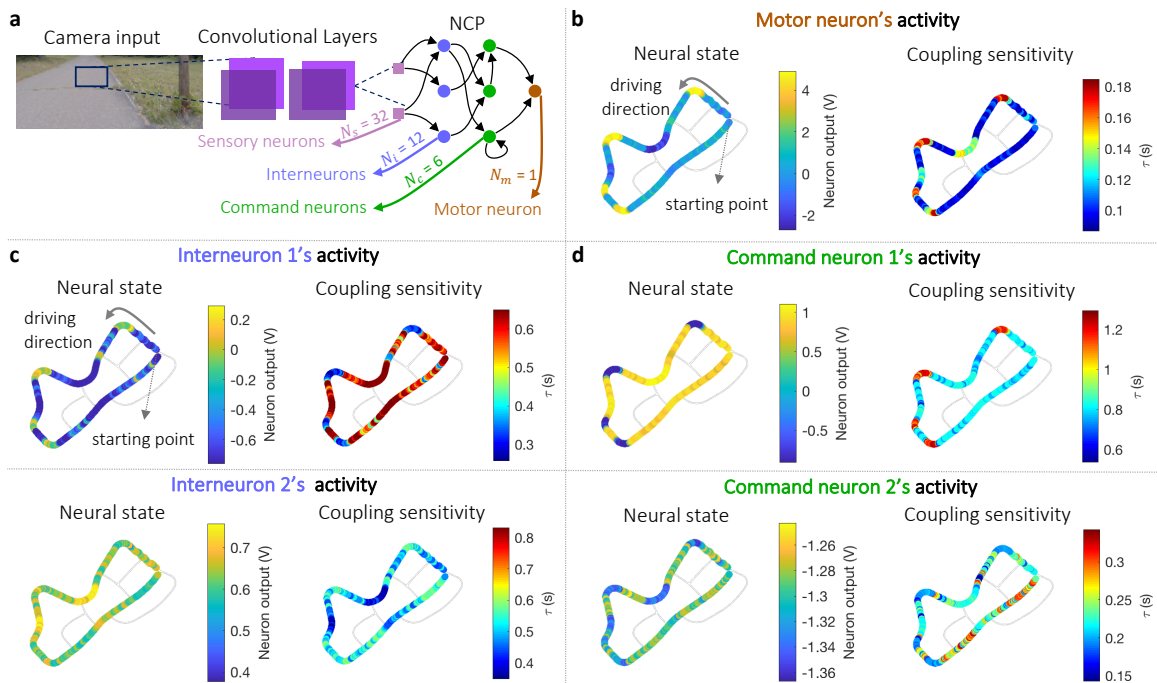 a
Camera input
Convolutional Layers
NCP
Sensory neurons
N_s = 32
Interneurons
N_i = 12
Command neurons
N_c = 6
Motor neuron
N_m = 1
b
Motor neuron's activity
Neural state
driving
direction
starting point
4
2
0
-2
Neuron output (V)
Coupling sensitivity
0.18
0.16
0.14
0.12
0.1
τ (s)
c
Interneuron 1's activity
Neural state
driving
direction
starting point
0.2
0
-0.2
-0.4
-0.6
Neuron output (V)
Coupling sensitivity
0.6
0.5
0.4
0.3
τ (s)
Interneuron 2's activity
Neural state
0.7
0.6
0.5
0.4
Neuron output (V)
Coupling sensitivity
0.8
0.7
0.6
0.5
0.4
τ (s)
d
Command neuron 1's activity
Neural state
1
0.5
0
-0.5
Neuron output (V)
Coupling sensitivity
1.2
1
0.8
0.6
τ (s)
Command neuron 2's activity
Neural state
-1.26
-1.28
-1.3
-1.32
-1.34
-1.36
Neuron output (V)
Coupling sensitivity
0.3
0.25
0.2
0.15
τ (s)